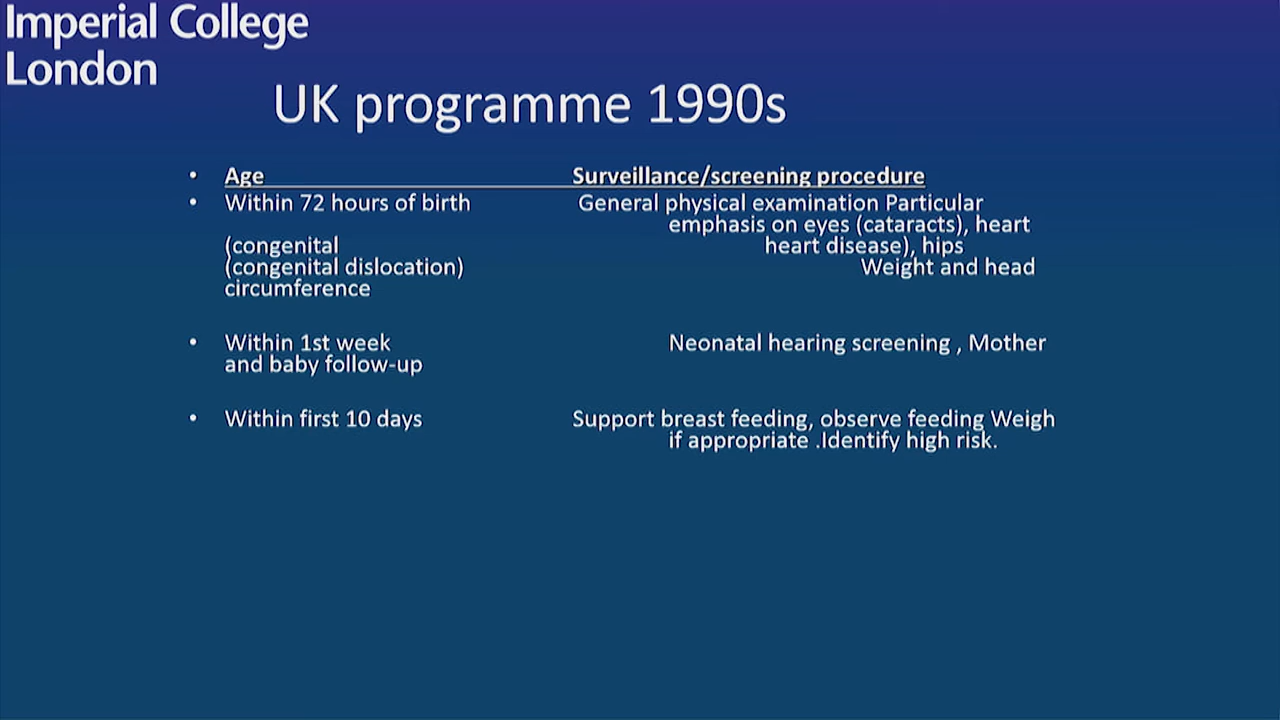 Imperial College
London
UK programme 1990s
• Age Surveillance/screening procedure
• Within 72 hours of birth General physical examination Particular
emphasis on eyes (cataracts), heart
(congenital heart disease), hips
(congenital dislocation) Weight and head
circumference
• Within 1st week Neonatal hearing screening , Mother
and baby follow-up
• Within first 10 days Support breast feeding, observe feeding Weigh
if appropriate .Identify high risk.